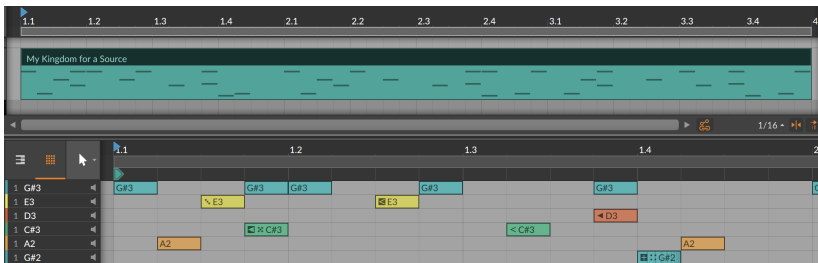 1.1 1.2 1.3 1.4 2.1 2.2 2.3 2.4 3.1 3.2 3.3 3.4 4
My Kingdom for a Source
1/16
1.1 1.2 1.3 1.4 2
1 G#3 G#3 G#3 G#3 G#3 G#3
1 E3 E3 E3
1 D3 D3
1 C#3 C#3 C#3
1 A2 A2 A2
1 G#2 G#2